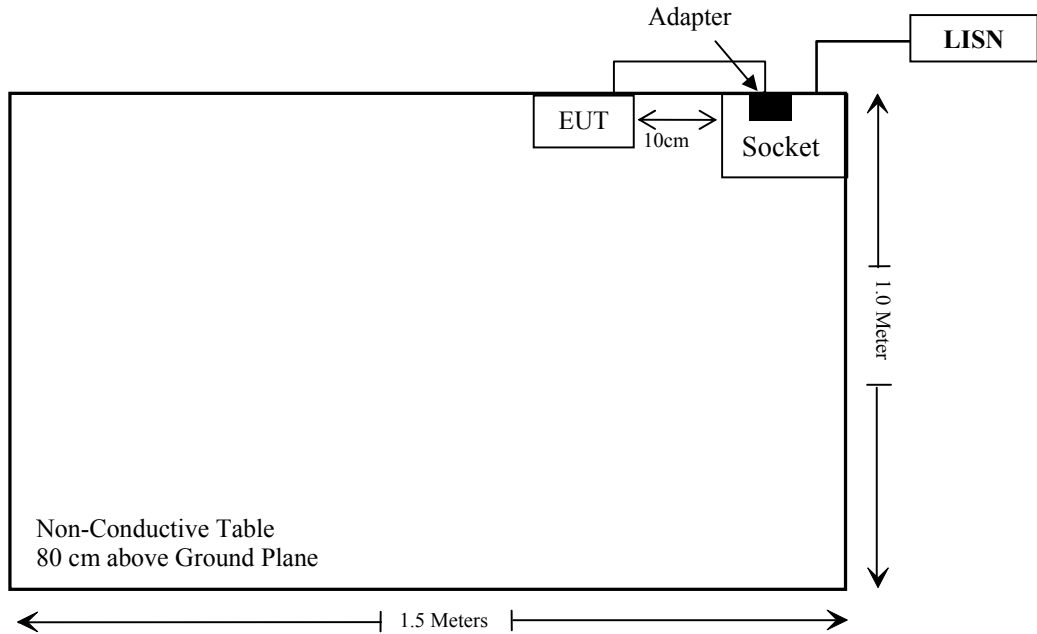 Adapter
LISN
EUT
10cm
Socket
1.0 Meter
Non-Conductive Table
80 cm above Ground Plane
1.5 Meters